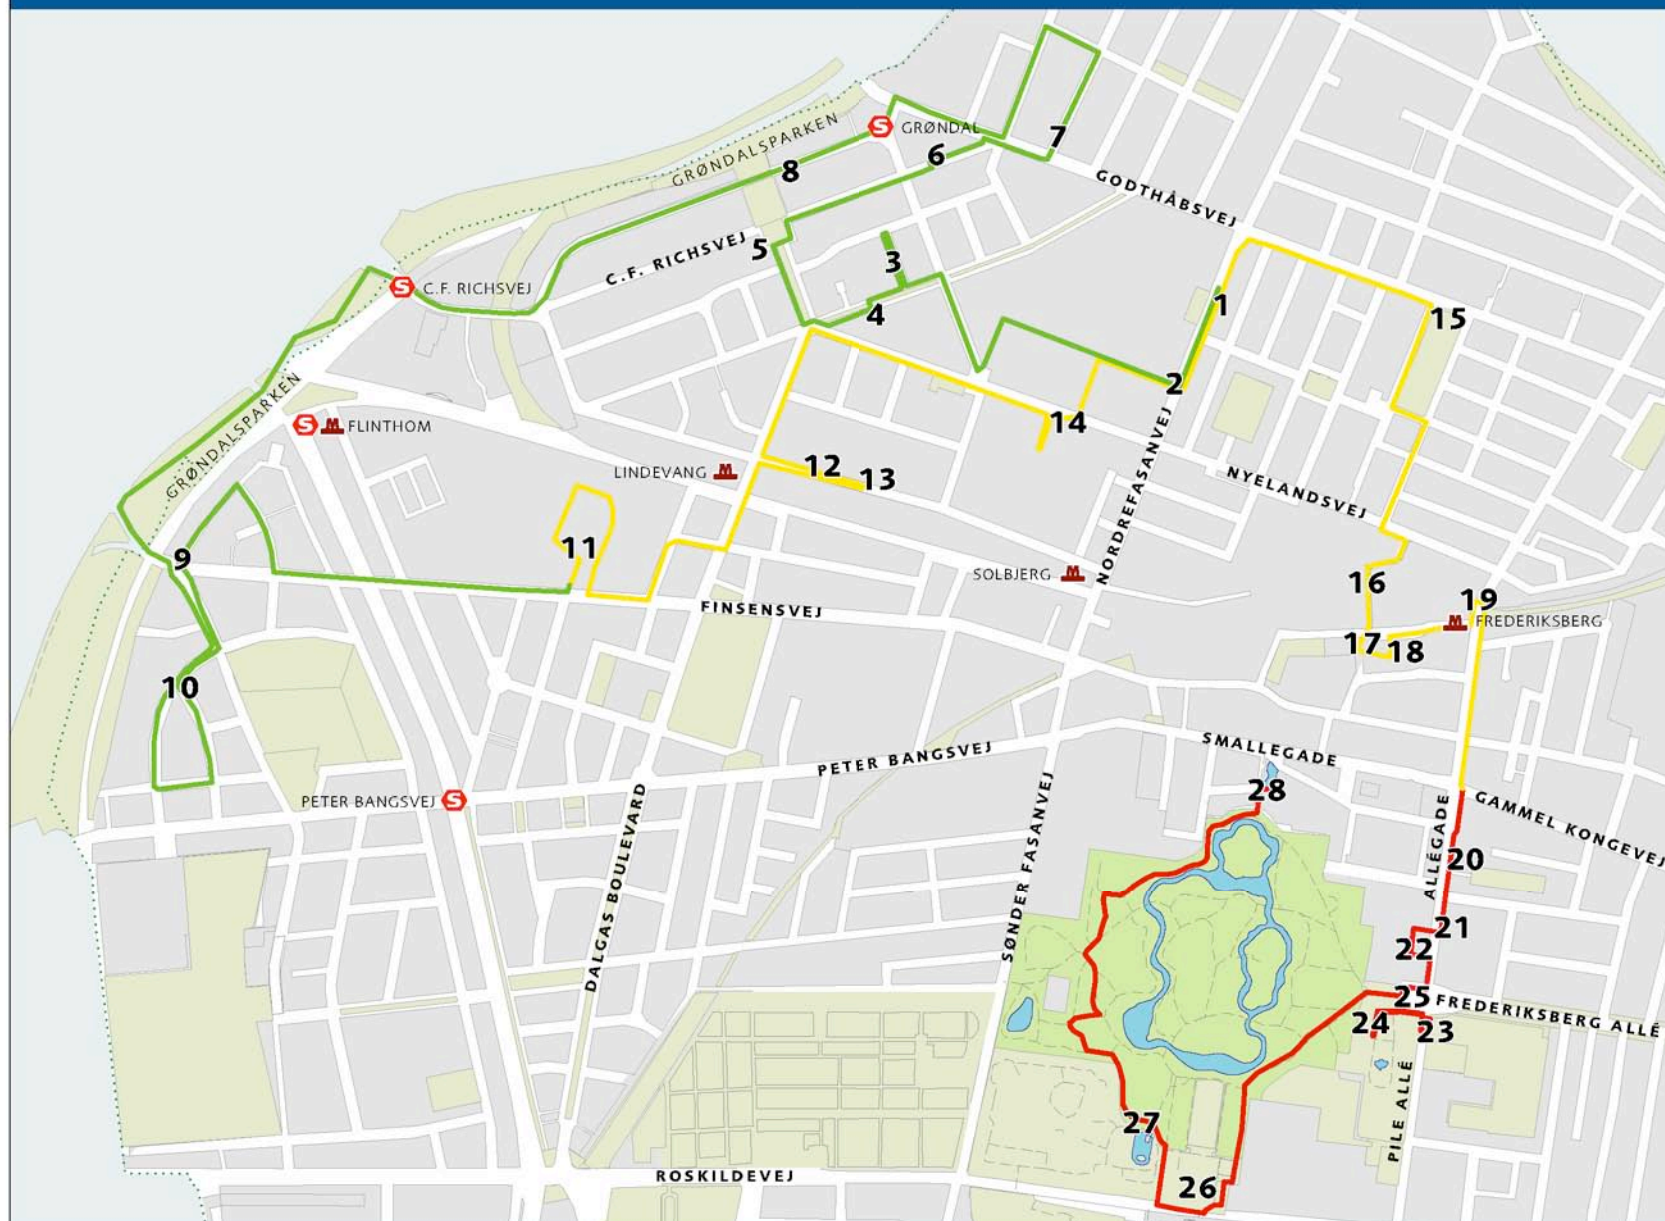 7
GRØNDAL
GRØNDALSPARKEN
6
8
GODTHÅBSVEJ
C.F. RICHSVEJ
5
3
S C.F. RICHSVEJ
4
1
15
2
GRØNDALSPARKEN
S M FLINTHOM
14
LINDEVANG M
12
13
NORDREFASANVEJ
NYELANDSVEJ
9
11
SOLBJERG M
16
19
FINSENSVEJ
M FREDERIKSBERG
17
18
10
SMALLEGADE
PETER BANGSVEJ
PETER BANGSVEJ S
28
DALGAS BOULEVARD
SØNDER FASANVEJ
ALLÉGADE
GAMMEL KONGEVEJ
20
21
22
25
FREDERIKSBERG ALLÉ
24
23
PILE ALLÉ
27
ROSKILDEVEJ
26